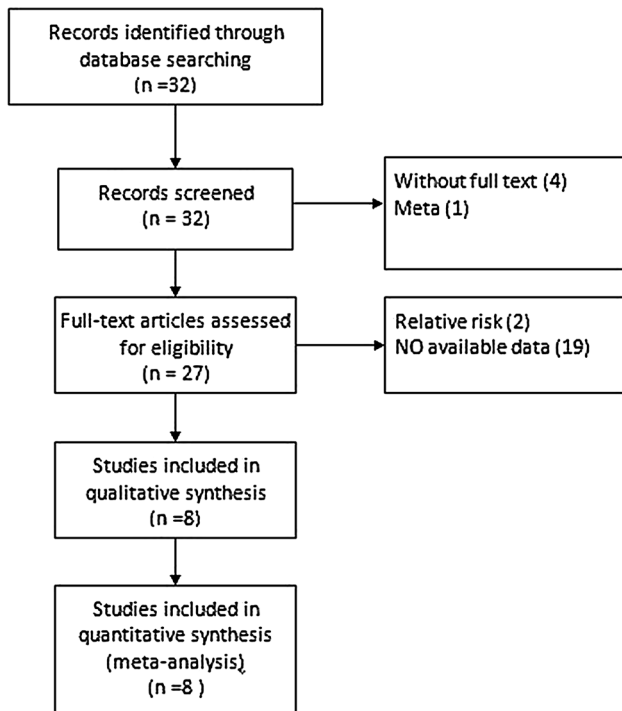 Records identified through
database searching
(n =32)
Records screened
(n = 32)
Without full text (4)
Meta (1)
Full-text articles assessed
for eligibility
(n = 27)
Relative risk (2)
NO available data (19)
Studies included in
qualitative synthesis
(n =8)
Studies included in
quantitative synthesis
(meta-analysis)
(n =8 )